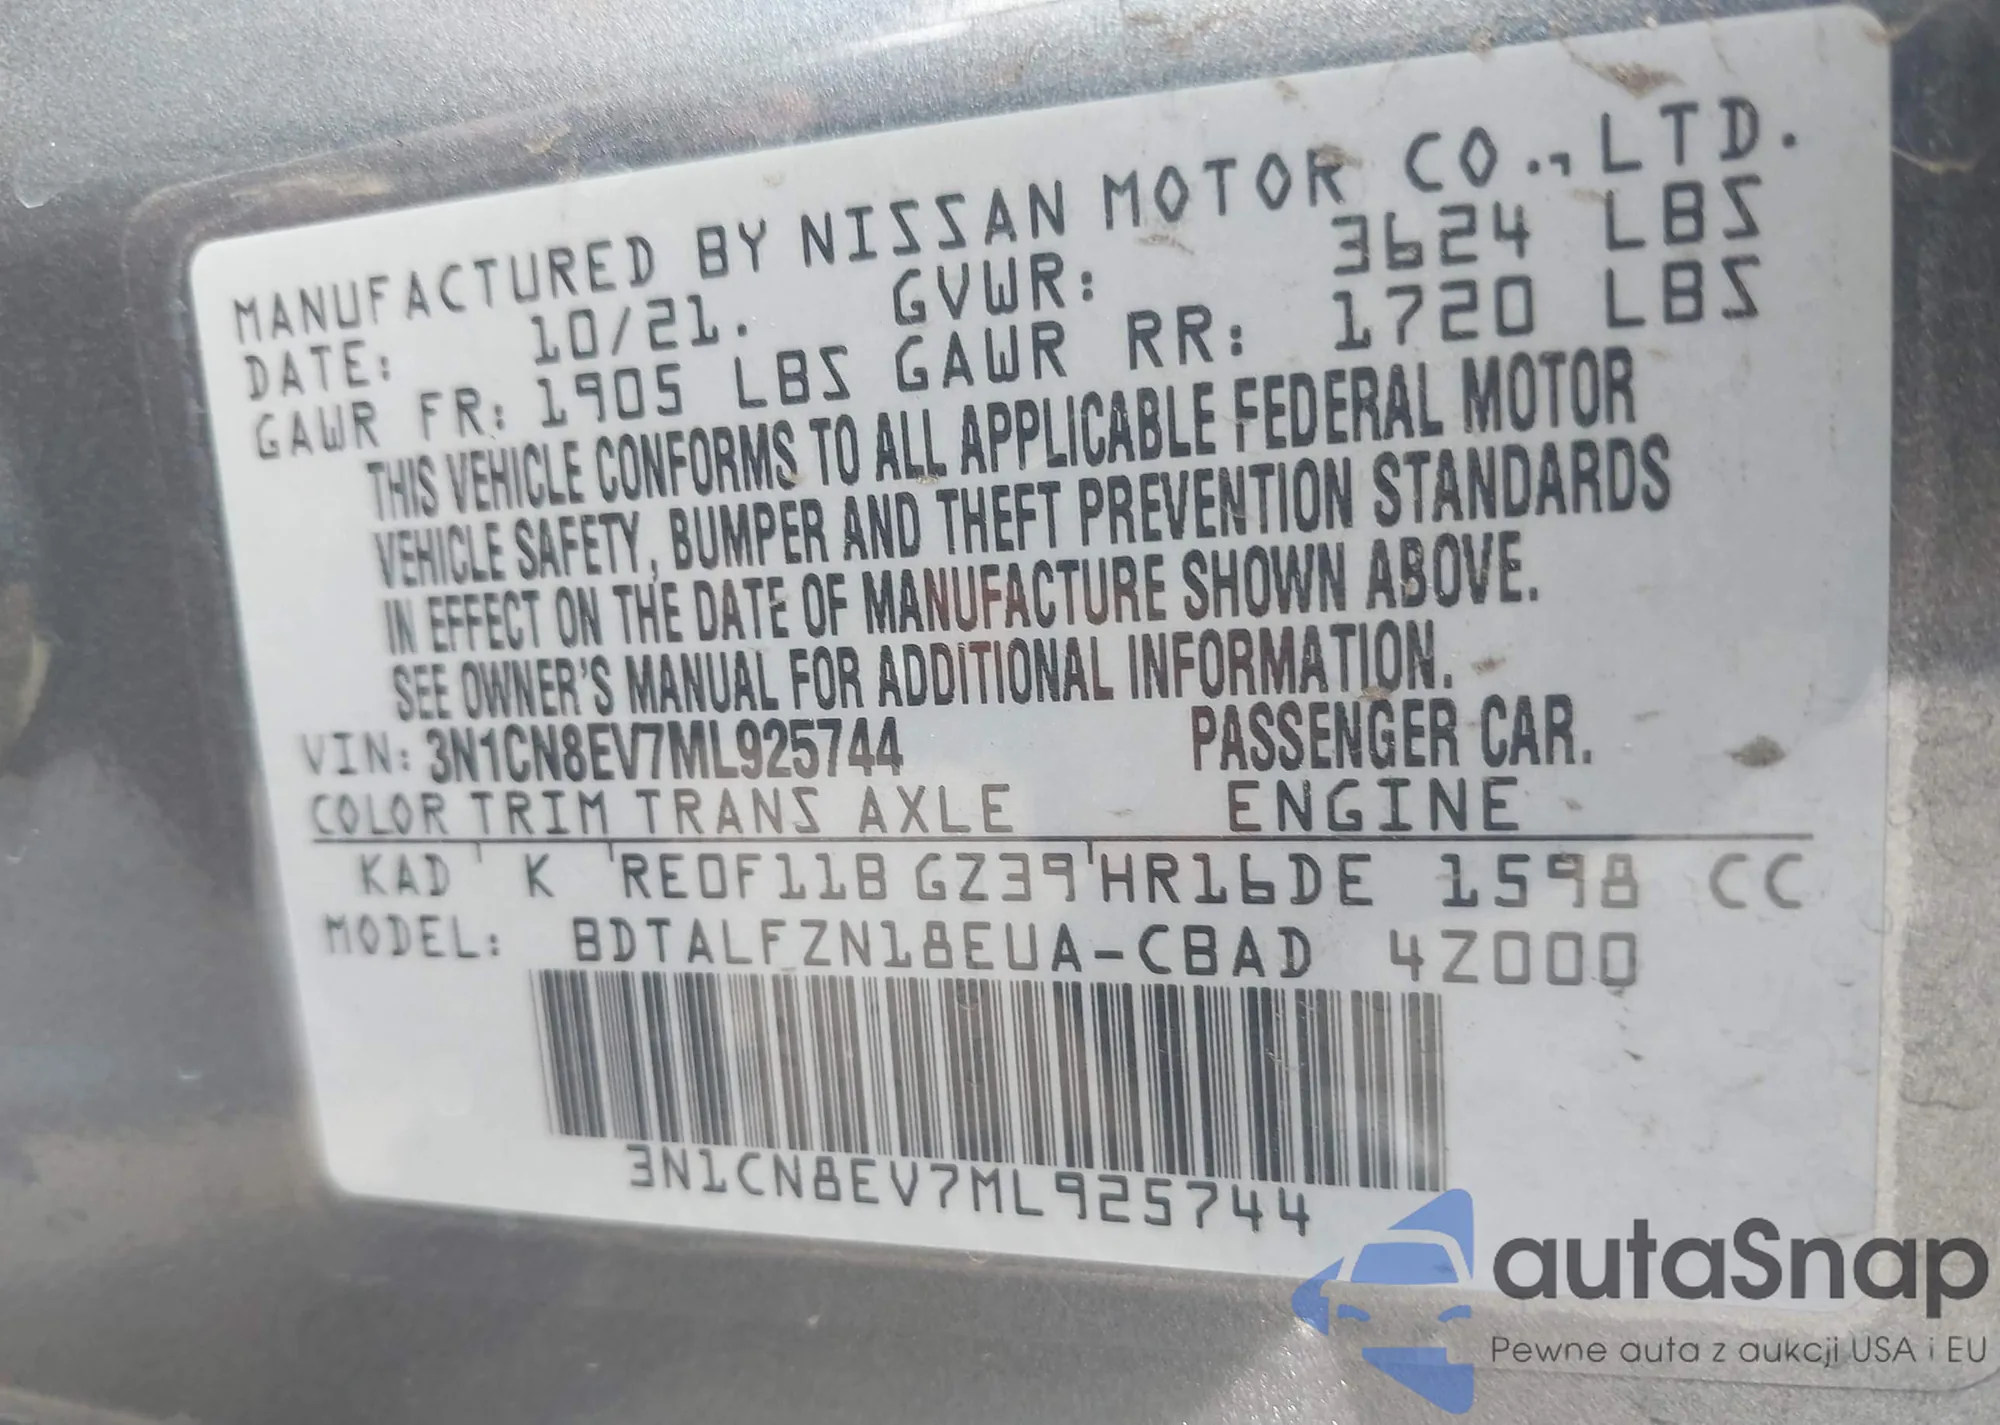 MANUFACTURED BY NISSAN MOTOR CO., LTD.
DATE: 10/21. GVWR: 3624 LBS
GAWR FR: 1905 LBS GAWR RR: 1720 LBS
THIS VEHICLE CONFORMS TO ALL APPLICABLE FEDERAL MOTOR
VEHICLE SAFETY, BUMPER AND THEFT PREVENTION STANDARDS
IN EFFECT ON THE DATE OF MANUFACTURE SHOWN ABOVE.
SEE OWNER'S MANUAL FOR ADDITIONAL INFORMATION.
VIN: 3N1CN8EV7ML925744 PASSENGER CAR.
COLOR TRIM TRANS AXLE ENGINE
KAD K RE0F11B GZ39 HR16DE 1598 CC
MODEL: BDTALFZN18EUA-CBAD 4Z000
3N1CN8EV7ML925744
autaSnap
Pewne auta z aukcji USA i EU